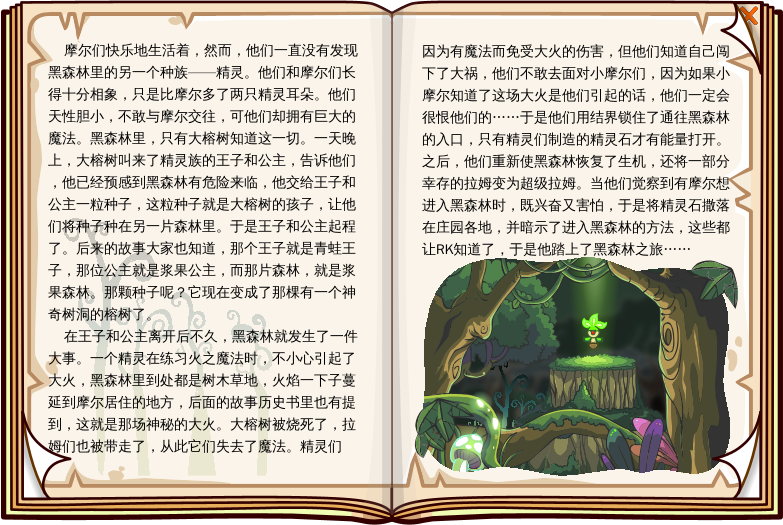 摩尔们快乐地生活着，然而，他们一直没有发现
黑森林里的另一个种族——精灵。他们和摩尔们长
得十分相象，只是比摩尔多了两只精灵耳朵。他们
天性胆小，不敢与摩尔交往，可他们却拥有巨大的
魔法。黑森林里，只有大榕树知道这一切。一天晚
上，大榕树叫来了精灵族的王子和公主，告诉他们
，他已经预感到黑森林有危险来临，他交给王子和
公主一粒种子，这粒种子就是大榕树的孩子，让他
们将种子种在另一片森林里。于是王子和公主起程
了。后来的故事大家也知道，那个王子就是青蛙王
子，那位公主就是浆果公主，而那片森林，就是浆
果森林。那颗种子呢？它现在变成了那棵有一个神
奇树洞的榕树了。
在王子和公主离开后不久，黑森林就发生了一件
大事。一个精灵在练习火之魔法时，不小心引起了
大火，黑森林里到处都是树木草地，火焰一下子蔓
延到摩尔居住的地方，后面的故事历史书里也有提
到，这就是那场神秘的大火。大榕树被烧死了，拉
姆们也被带走了，从此它们失去了魔法。精灵们
因为有魔法而免受大火的伤害，但他们知道自己闯
下了大祸，他们不敢去面对小摩尔们，因为如果小
摩尔知道了这场大火是他们引起的话，他们一定会
很恨他们的……于是他们用结界锁住了通往黑森林
的入口，只有精灵们制造的精灵石才有能量打开。
之后，他们重新使黑森林恢复了生机，还将一部分
幸存的拉姆变为超级拉姆。当他们觉察到有摩尔想
进入黑森林时，既兴奋又害怕，于是将精灵石撒落
在庄园各地，并暗示了进入黑森林的方法，这些都
让RK知道了，于是他踏上了黑森林之旅……